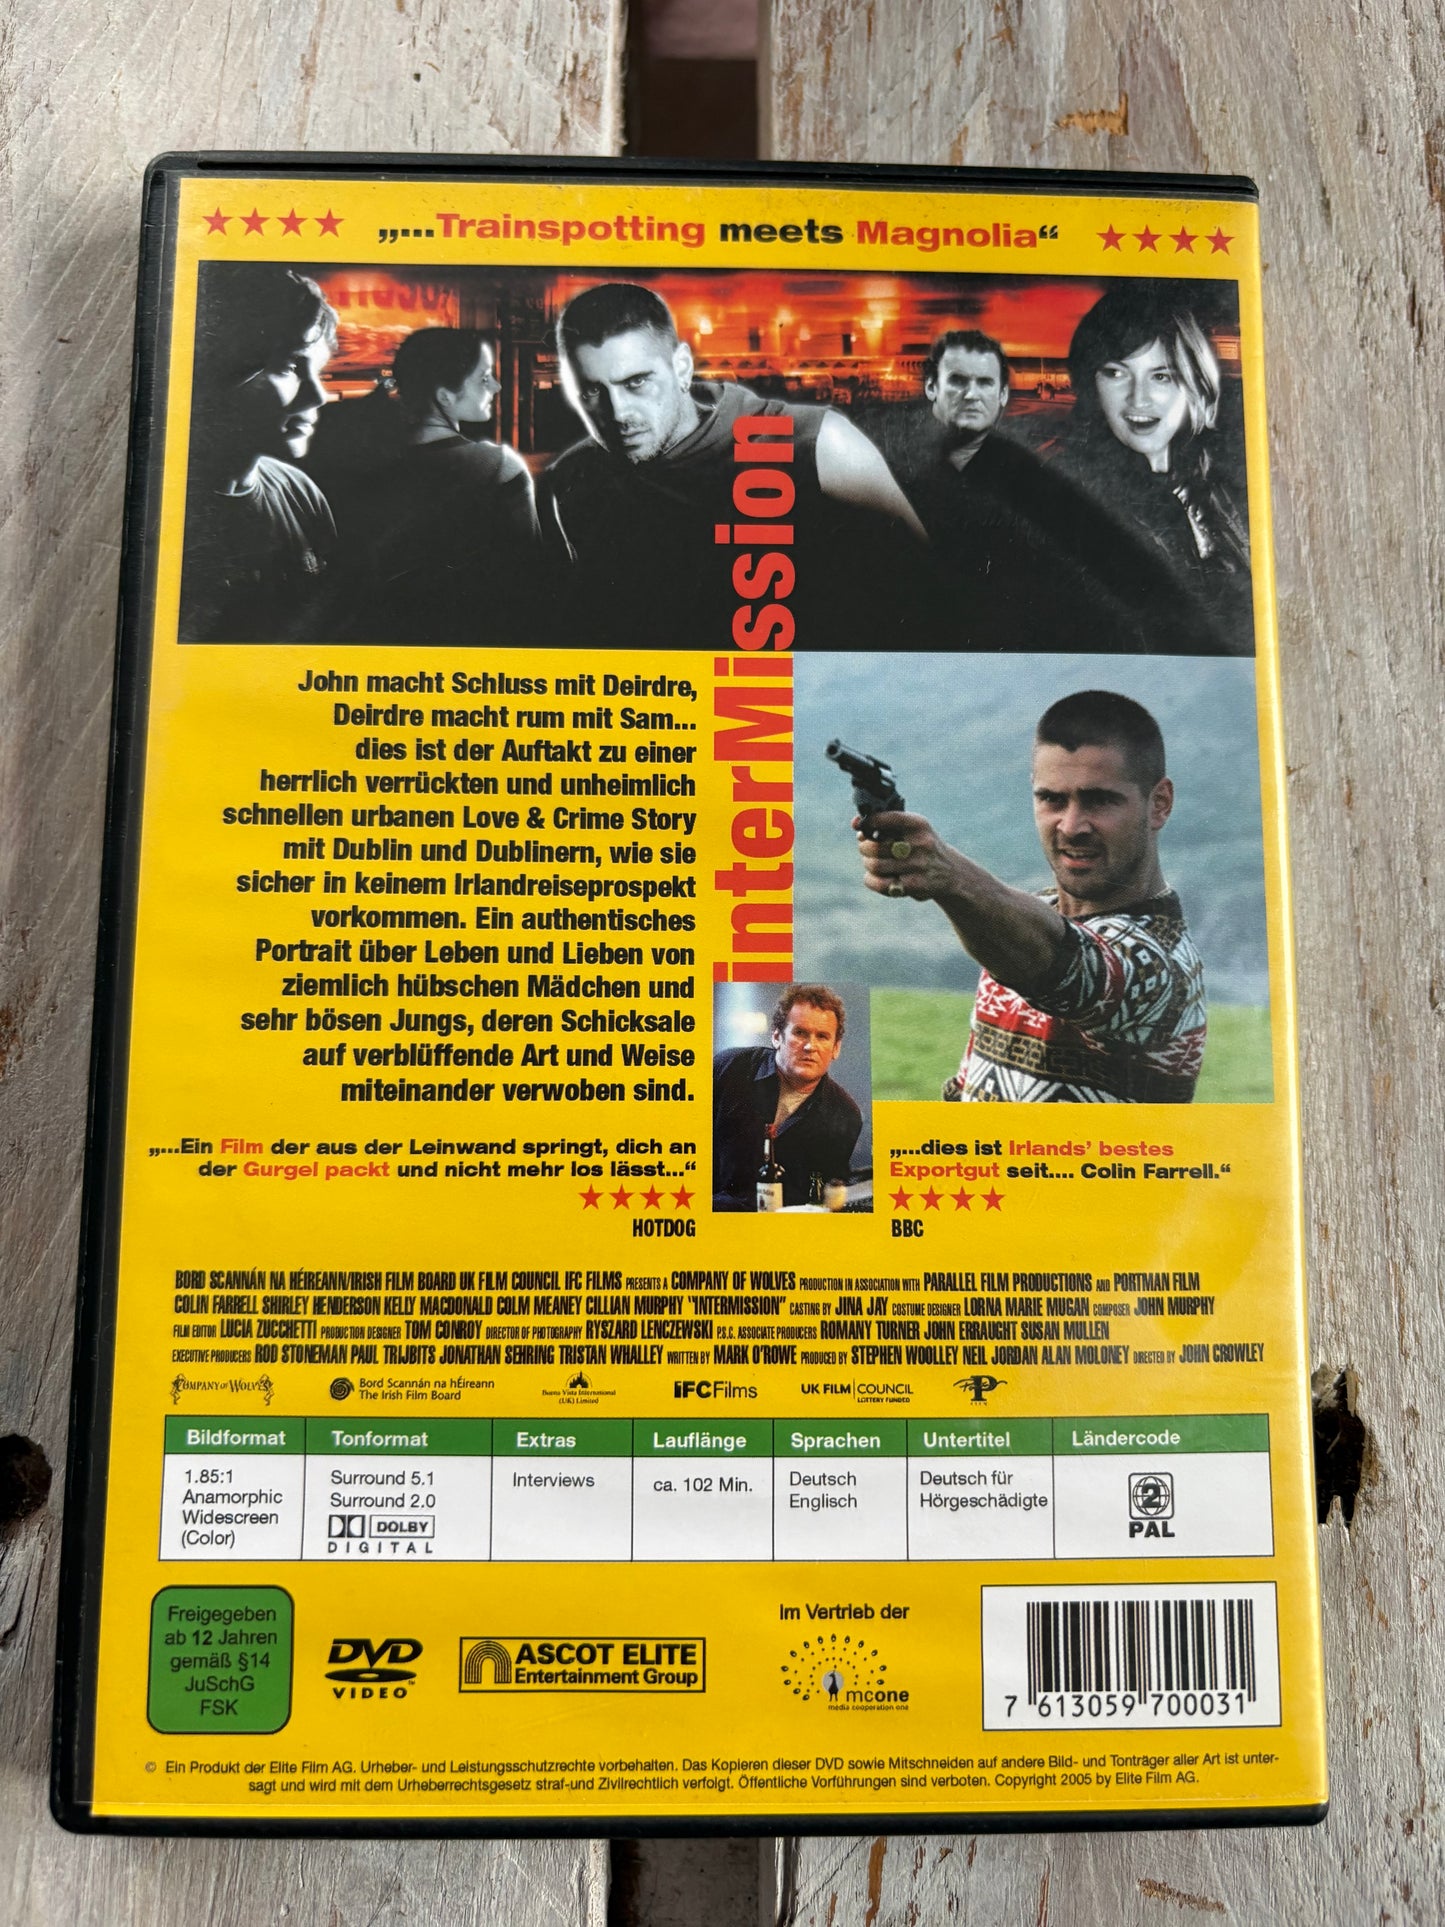 ★★★★ „...Trainspotting meets Magnolia“ ★★★★
interMission
John macht Schluss mit Deirdre,
Deirdre macht rum mit Sam...
dies ist der Auftakt zu einer
herrlich verrückten und unheimlich
schnellen urbanen Love & Crime Story
mit Dublin und Dublinern, wie sie
sicher in keinem Irlandreiseprospekt
vorkommen. Ein authentisches
Portrait über Leben und Lieben von
ziemlich hübschen Mädchen und
sehr bösen Jungs, deren Schicksale
auf verblüffende Art und Weise
miteinander verwoben sind.
„...Ein Film der aus der Leinwand springt, dich an
der Gurgel packt und nicht mehr los lässt...“
★★★★
HOTDOG
„...dies ist Irlands’ bestes
Exportgut seit.... Colin Farrell.“
★★★★
BBC
BORD SCANNÁN NA HÉIREANN/IRISH FILM BOARD UK FILM COUNCIL IFC FILMS PRESENTS A COMPANY OF WOLVES PRODUCTION IN ASSOCIATION WITH PARALLEL FILM PRODUCTIONS AND PORTMAN FILM
COLIN FARRELL SHIRLEY HENDERSON KELLY MACDONALD COLM MEANEY CILLIAN MURPHY "INTERMISSION" CASTING BY JINA JAY COSTUME DESIGNER LORNA MARIE MUGAN COMPOSER JOHN MURPHY
FILM EDITOR LUCIA ZUCCHETTI PRODUCTION DESIGNER TOM CONROY DIRECTOR OF PHOTOGRAPHY RYSZARD LENCZEWSKI P.S.C. ASSOCIATE PRODUCERS ROMANY TURNER JOHN ERRAUGHT SUSAN MULLEN
EXECUTIVE PRODUCERS ROD STONEMAN PAUL TRIJBITS JONATHAN SEHRING TRISTAN WHALLEY WRITTEN BY MARK O'ROWE PRODUCED BY STEPHEN WOOLLEY NEIL JORDAN ALAN MOLONEY DIRECTED BY JOHN CROWLEY
COMPANY OF WOLVES
Bord Scannán na hÉireann
The Irish Film Board
Buena Vista International
(UK) Limited
IFCFilms
UK FILM COUNCIL
LOTTERY FUNDED
Bildformat Tonformat Extras Lauflänge Sprachen Untertitel Ländercode
1.85:1
Anamorphic
Widescreen
(Color)
Surround 5.1
Surround 2.0
DOLBY
DIGITAL
Interviews
ca. 102 Min.
Deutsch
Englisch
Deutsch für
Hörgeschädigte
2
PAL
Freigegeben
ab 12 Jahren
gemäß §14
JuSchG
FSK
DVD
VIDEO
ASCOT ELITE
Entertainment Group
Im Vertrieb der
mcone
media cooperation one
7 613059 700031
© Ein Produkt der Elite Film AG. Urheber- und Leistungsschutzrechte vorbehalten. Das Kopieren dieser DVD sowie Mitschneiden auf andere Bild- und Tonträger aller Art ist unter-
sagt und wird mit dem Urheberrechtsgesetz straf-und Zivilrechtlich verfolgt. Öffentliche Vorführungen sind verboten. Copyright 2005 by Elite Film AG.